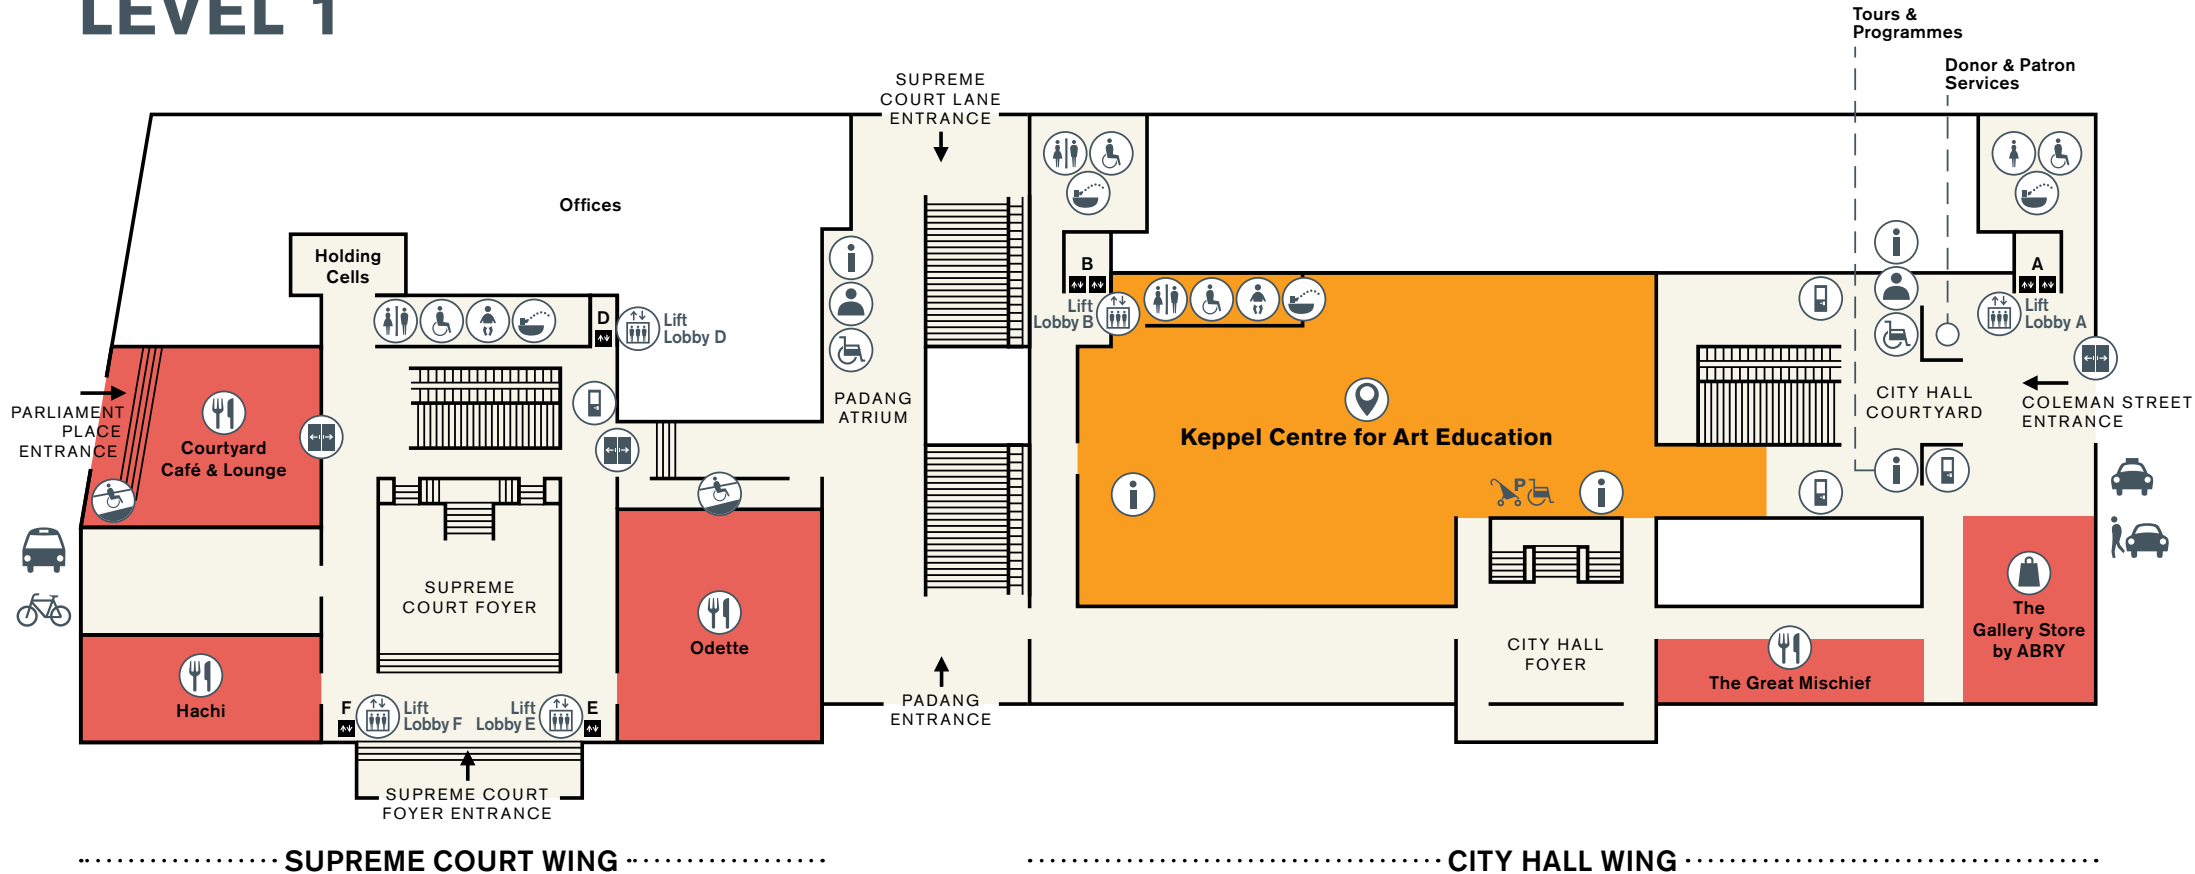 LEVEL 1
Tours &
Programmes
Donor & Patron
Services
SUPREME
COURT LANE
ENTRANCE
Offices
Holding
Cells
D
Lift
Lobby D
B
Lift
Lobby B
A
Lift
Lobby A
PADANG
ATRIUM
PARLIAMENT
PLACE
ENTRANCE
Courtyard
Café & Lounge
Keppel Centre for Art Education
CITY HALL
COURTYARD
COLEMAN STREET
ENTRANCE
P
SUPREME
COURT FOYER
Odette
Hachi
F
Lift
Lobby F
Lift
Lobby E
E
PADANG
ENTRANCE
CITY HALL
FOYER
The Great Mischief
The
Gallery Store
by ABRY
SUPREME COURT
FOYER ENTRANCE
SUPREME COURT WING
CITY HALL WING